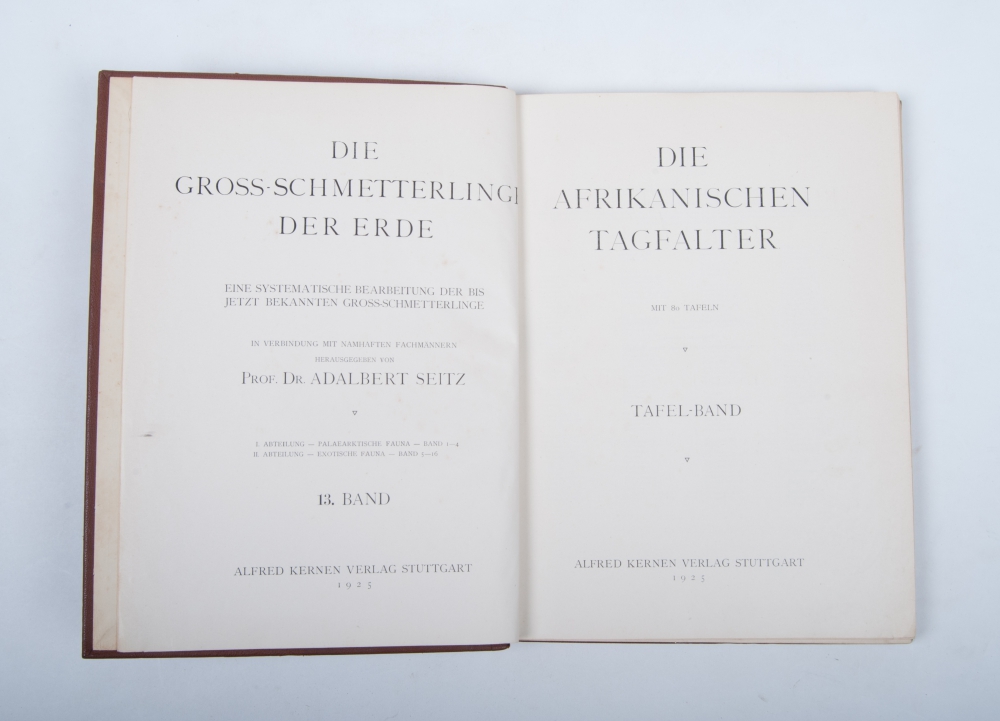 DIE
GROSS-SCHMETTERLINGE
DER ERDE
EINE SYSTEMATISCHE BEARBEITUNG DER BIS
JETZT BEKANNTEN GROSS-SCHMETTERLINGE
IN VERBINDUNG MIT NAMHAFTEN FACHMÄNNERN
HERAUSGEGEBEN VON
PROF. DR. ADALBERT SEITZ
I. ABTEILUNG — PALAEARKTISCHE FAUNA — BAND 1—4
II. ABTEILUNG — EXOTISCHE FAUNA — BAND 5—16
13. BAND
ALFRED KERNEN VERLAG STUTTGART
1925
DIE
AFRIKANISCHEN
TAGFALTER
MIT 80 TAFELN
TAFEL-BAND
ALFRED KERNEN VERLAG STUTTGART
1925